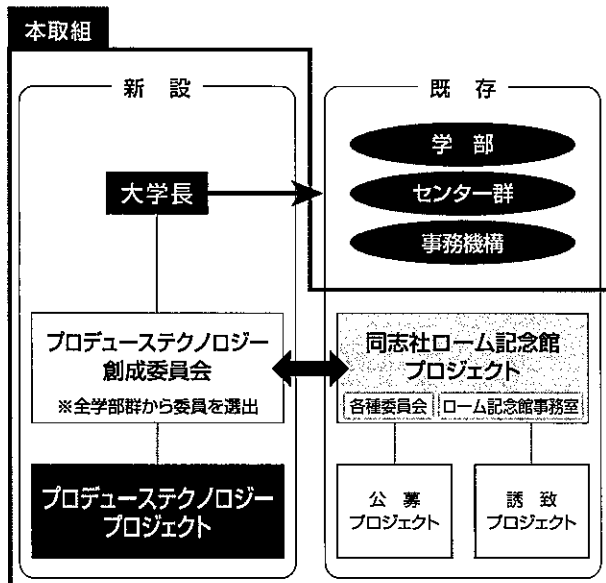 本取組
新設
大学長
プロデューステクノロジー
創成委員会
※全学部群から委員を選出
プロデューステクノロジー
プロジェクト
既存
学部
センター群
事務機構
同志社ローム記念館
プロジェクト
各種委員会
ローム記念館事務室
公募
プロジェクト
誘致
プロジェクト